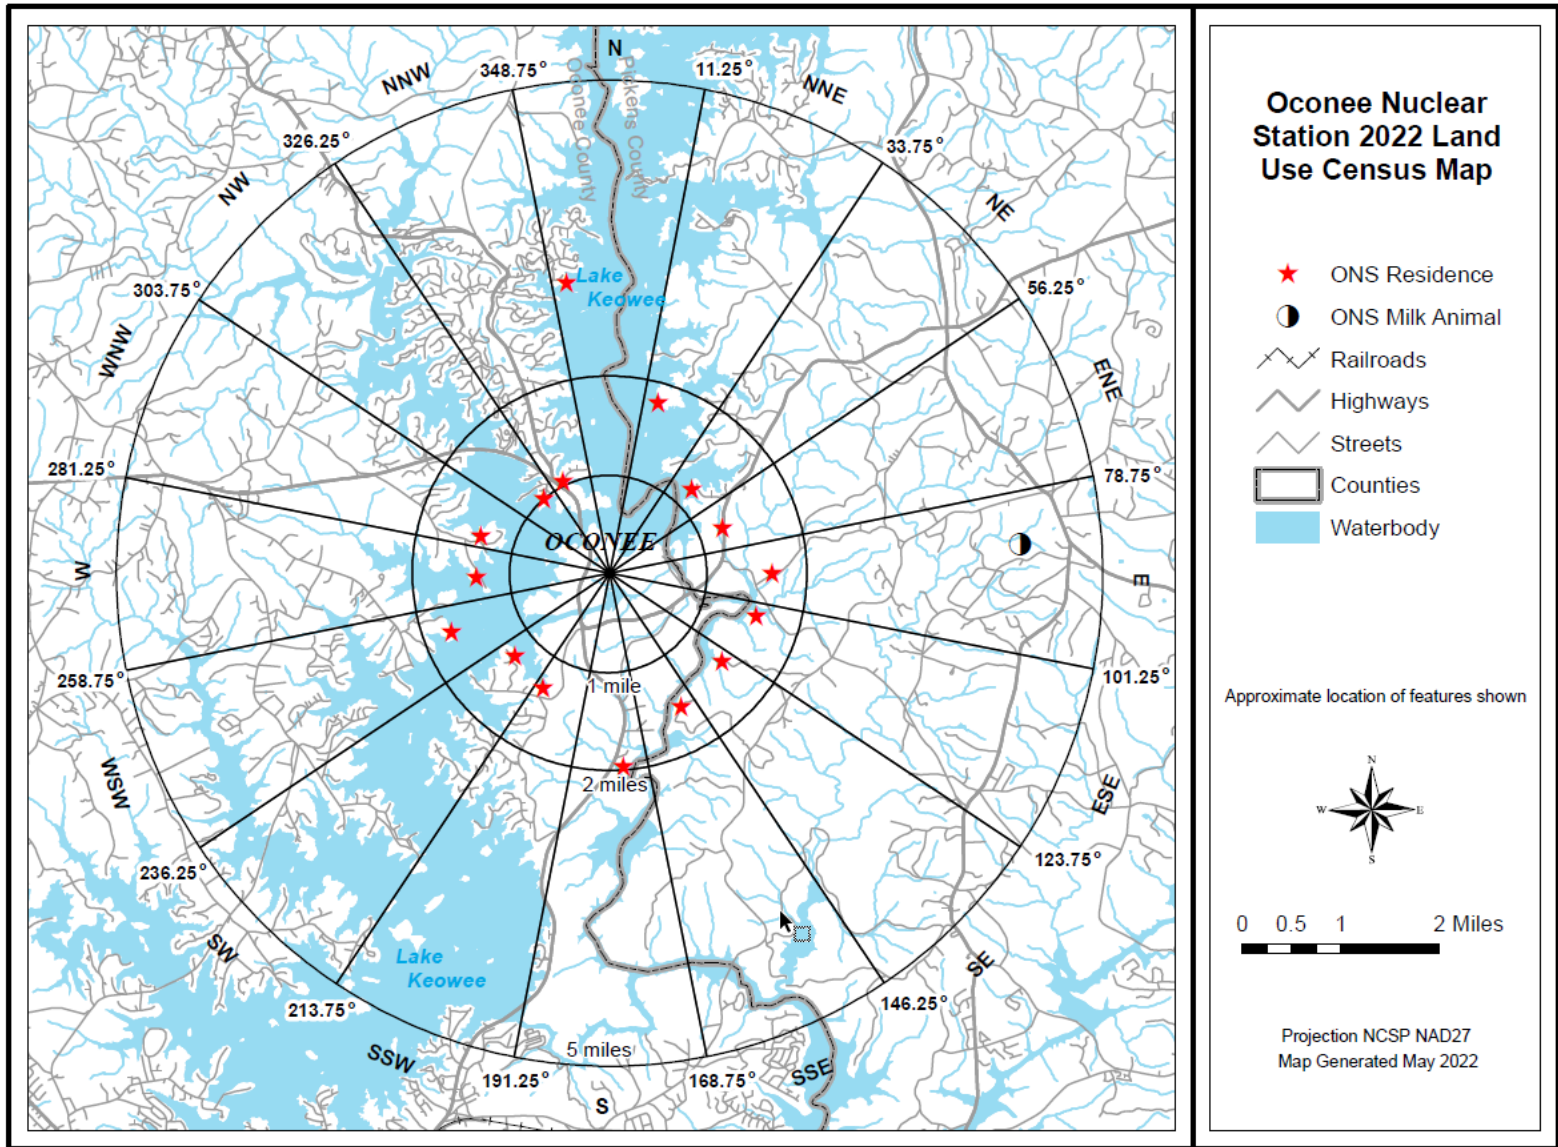 N
348.75°
11.25°
NNW
NNE
Oconee County
Pickens County
326.25°
33.75°
NW
NE
Lake
Keowee
303.75°
56.25°
WNW
ENE
281.25°
78.75°
OCONEE
W
E
258.75°
101.25°
1 mile
2 miles
WSW
ESE
236.25°
123.75°
SW
SE
Lake
Keowee
213.75°
146.25°
5 miles
SSW
SSE
191.25°
168.75°
S
Oconee Nuclear
Station 2022 Land
Use Census Map
ONS Residence
ONS Milk Animal
Railroads
Highways
Streets
Counties
Waterbody
Approximate location of features shown
N
W
E
S
0 0.5 1 2 Miles
Projection NCSP NAD27
Map Generated May 2022